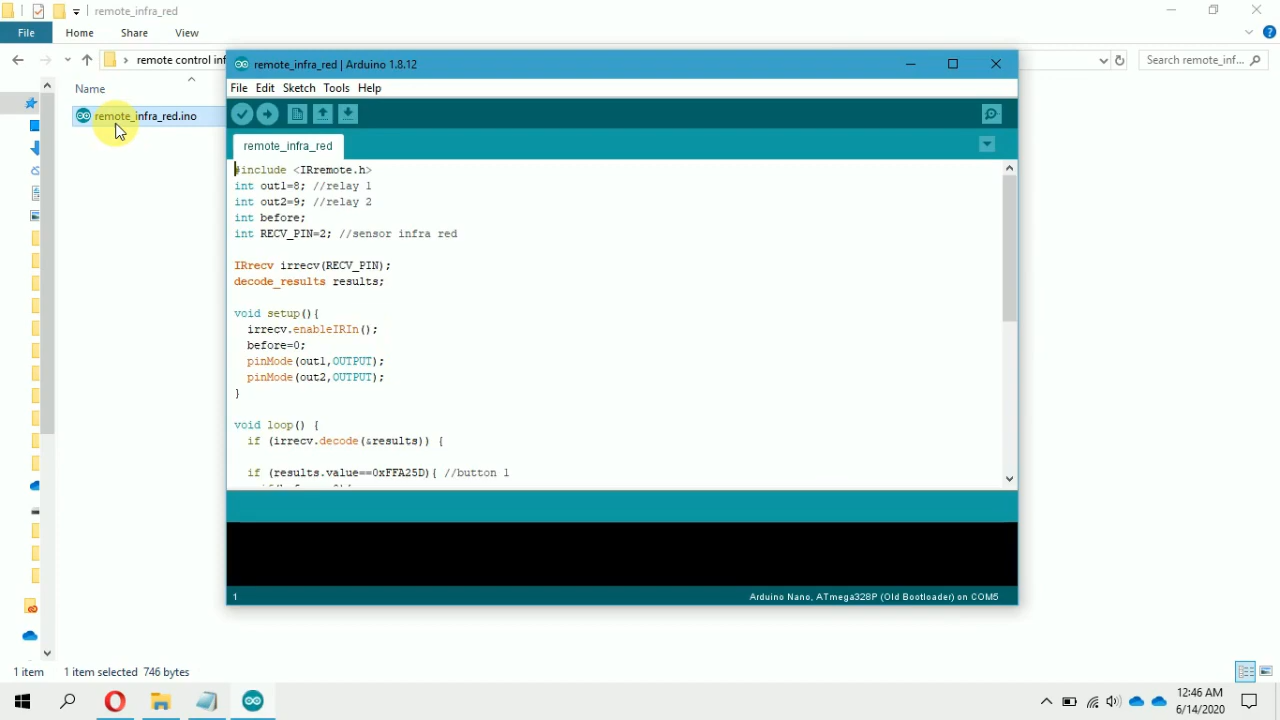 remote_infra_red
File Home Share View
remote control inf
Search remote_inf...
Name
remote_infra_red.ino
remote_infra_red | Arduino 1.8.12
File Edit Sketch Tools Help
remote_infra_red
#include <IRremote.h>
int out1=8; //relay 1
int out2=9; //relay 2
int before;
int RECV_PIN=2; //sensor infra red
IRrecv irrecv(RECV_PIN);
decode_results results;
void setup(){
irrecv.enableIRIn();
before=0;
pinMode(out1,OUTPUT);
pinMode(out2,OUTPUT);
}
void loop() {
if (irrecv.decode(&results)) {
if (results.value==0xFFA25D){ //button 1
1
Arduino Nano, ATmega328P (Old Bootloader) on COM5
1 item 1 item selected 746 bytes
12:46 AM
6/14/2020